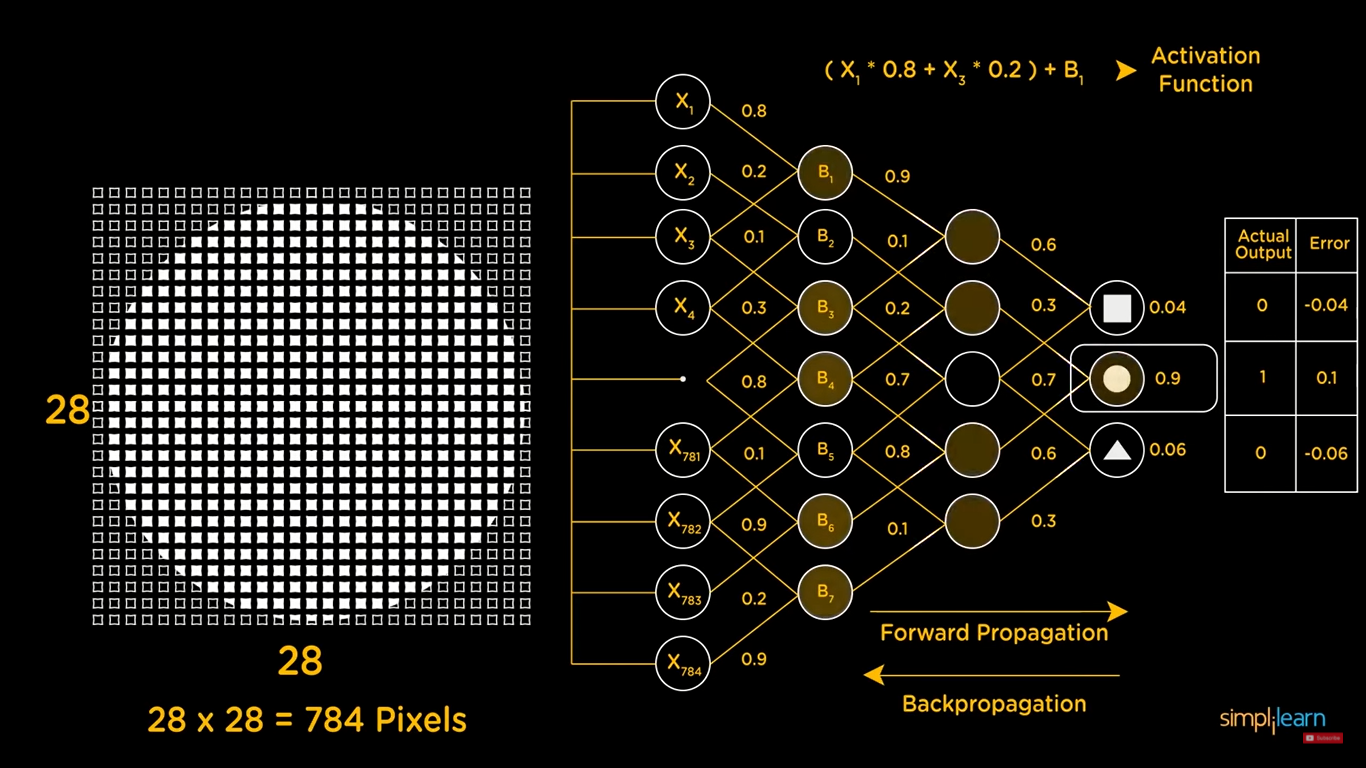 ( X1 * 0.8 + X3 * 0.2 ) + B1
Activation
Function
28
28
28 x 28 = 784 Pixels
X1
X2
X3
X4
X781
X782
X783
X784
0.8
0.2
0.1
0.3
0.8
0.1
0.9
0.2
0.9
B1
B2
B3
B4
B5
B6
B7
0.9
0.1
0.2
0.7
0.8
0.1
0.6
0.3
0.7
0.6
0.3
0.04
0.9
0.06
Actual Output Error
0 -0.04
1 0.1
0 -0.06
Forward Propagation
Backpropagation
simplilearn
Subscribe